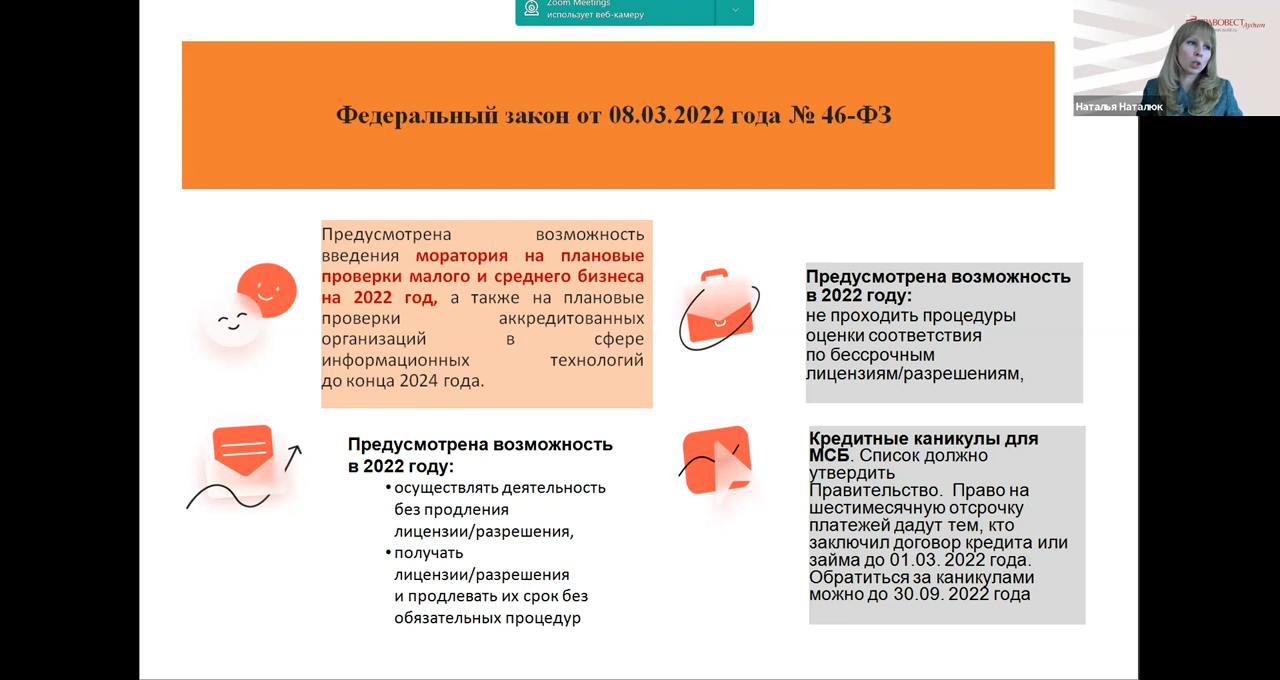 Zoom Meetings
использует веб-камеру
Наталья Наталюк
Федеральный закон от 08.03.2022 года № 46-ФЗ
Предусмотрена возможность
введения моратория на плановые
проверки малого и среднего бизнеса
на 2022 год, а также на плановые
проверки аккредитованных
организаций в сфере
информационных технологий
до конца 2024 года.
Предусмотрена возможность
в 2022 году:
не проходить процедуры
оценки соответствия
по бессрочным
лицензиям/разрешениям,
Предусмотрена возможность
в 2022 году:
• осуществлять деятельность
без продления
лицензии/разрешения,
• получать
лицензии/разрешения
и продлевать их срок без
обязательных процедур
Кредитные каникулы для
МСБ. Список должно
утвердить
Правительство. Право на
шестимесячную отсрочку
платежей дадут тем, кто
заключил договор кредита или
займа до 01.03. 2022 года.
Обратиться за каникулами
можно до 30.09. 2022 года